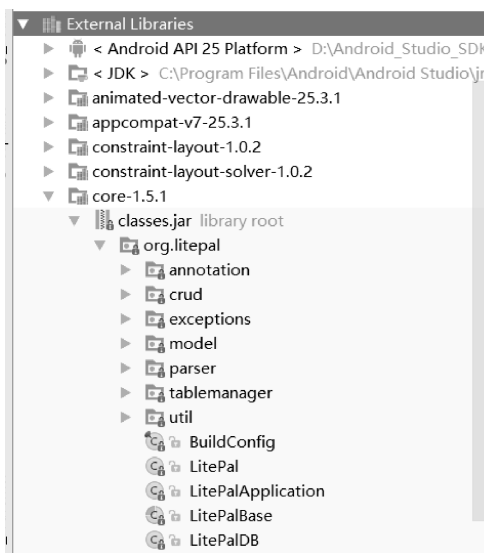 External Libraries
< Android API 25 Platform > D:\Android_Studio_SDK
< JDK > C:\Program Files\Android\Android Studio\jr
animated-vector-drawable-25.3.1
appcompat-v7-25.3.1
constraint-layout-1.0.2
constraint-layout-solver-1.0.2
core-1.5.1
classes.jar library root
org.litepal
annotation
crud
exceptions
model
parser
tablemanager
util
BuildConfig
LitePal
LitePalApplication
LitePalBase
LitePalDB